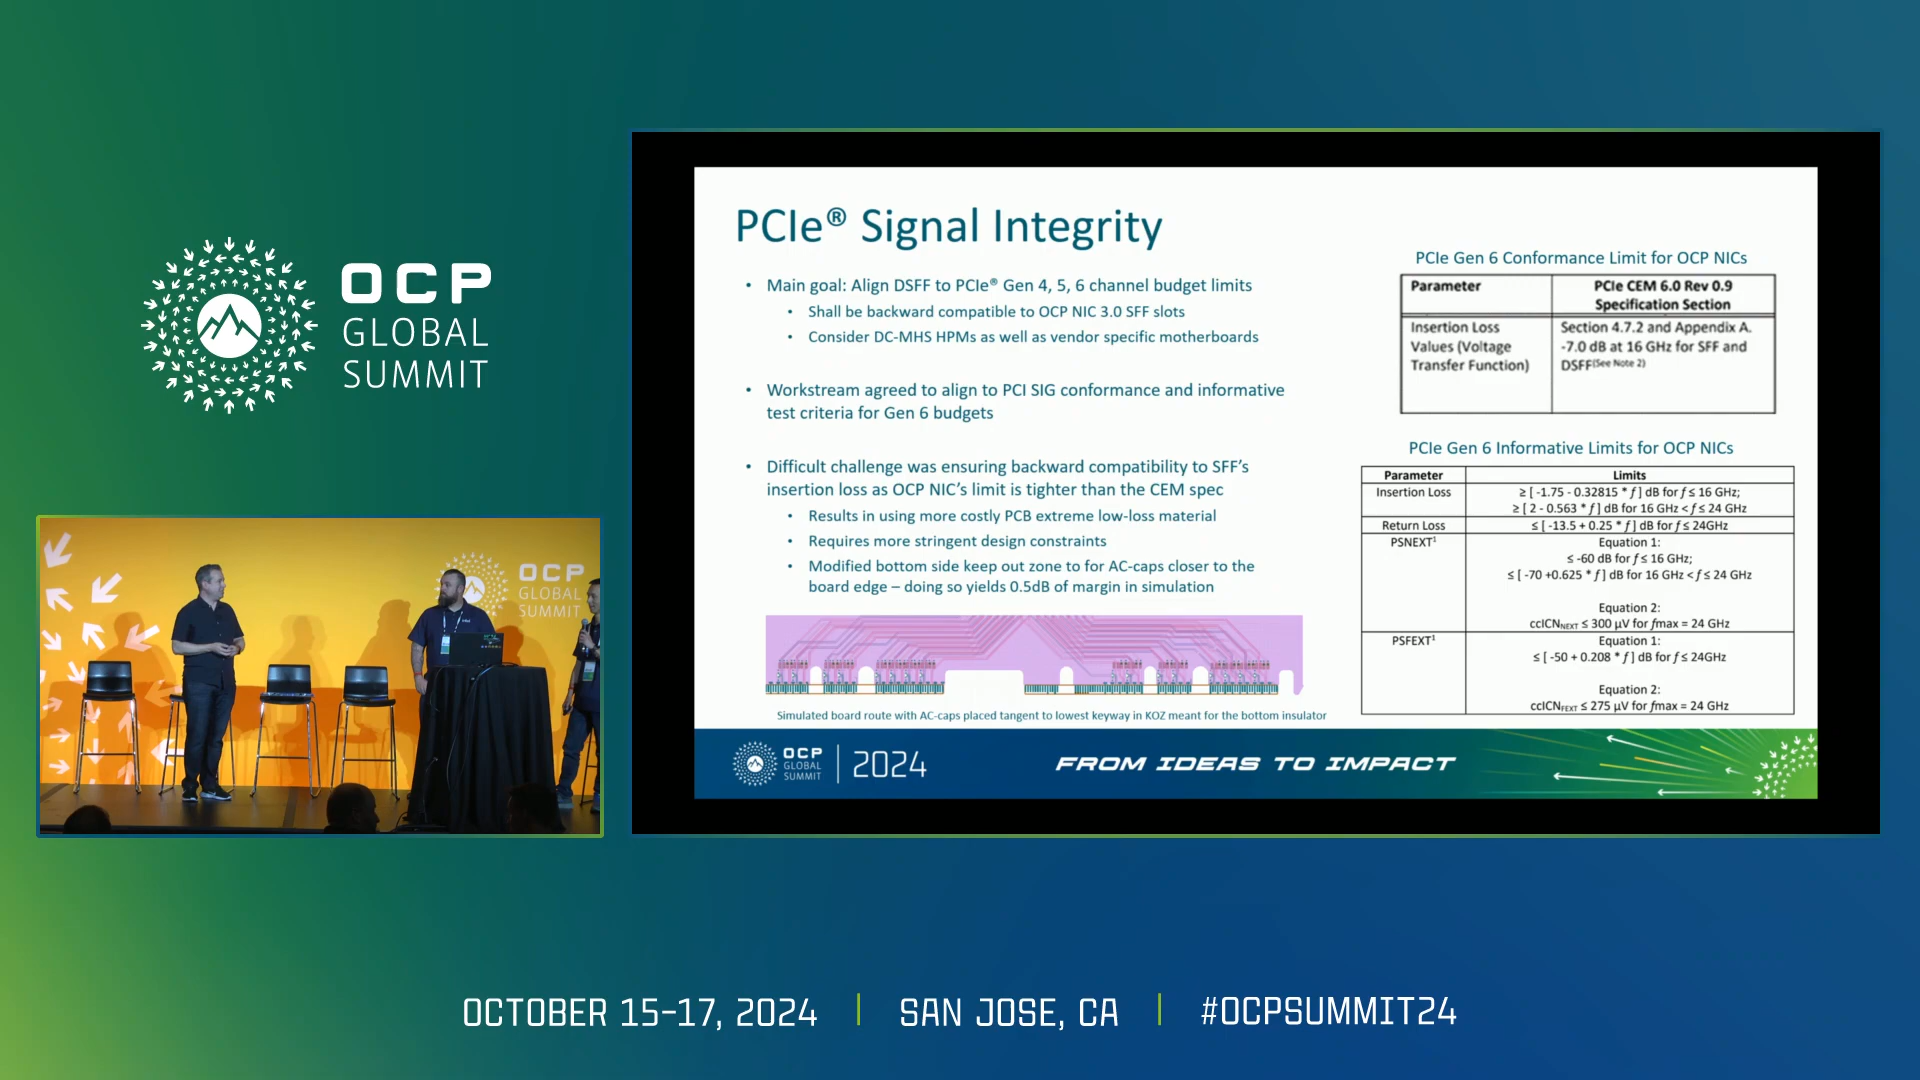 OCP
GLOBAL
SUMMIT
OCP
GLOBAL
SUMMIT
PCIe® Signal Integrity
• Main goal: Align DSFF to PCIe® Gen 4, 5, 6 channel budget limits
• Shall be backward compatible to OCP NIC 3.0 SFF slots
• Consider DC-MHS HPMs as well as vendor specific motherboards
• Workstream agreed to align to PCI SIG conformance and informative
test criteria for Gen 6 budgets
• Difficult challenge was ensuring backward compatibility to SFF's
insertion loss as OCP NIC's limit is tighter than the CEM spec
• Results in using more costly PCB extreme low-loss material
• Requires more stringent design constraints
• Modified bottom side keep out zone to for AC-caps closer to the
board edge – doing so yields 0.5dB of margin in simulation
Simulated board route with AC-caps placed tangent to lowest keyway in KOZ meant for the bottom insulator
PCIe Gen 6 Conformance Limit for OCP NICs
Parameter PCIe CEM 6.0 Rev 0.9
Specification Section
Insertion Loss Section 4.7.2 and Appendix A.
Values (Voltage -7.0 dB at 16 GHz for SFF and
Transfer Function) DSFF(See Note 2)
PCIe Gen 6 Informative Limits for OCP NICs
Parameter Limits
Insertion Loss ≥ [ -1.75 - 0.32815 * f ] dB for f ≤ 16 GHz;
≥ [ 2 - 0.563 * f ] dB for 16 GHz < f ≤ 24 GHz
Return Loss ≤ [ -13.5 + 0.25 * f ] dB for f ≤ 24GHz
PSNEXT¹ Equation 1:
≤ -60 dB for f ≤ 16 GHz;
≤ [ -70 +0.625 * f ] dB for 16 GHz < f ≤ 24 GHz
Equation 2:
ccICNNEXT ≤ 300 µV for fmax = 24 GHz
PSFEXT¹ Equation 1:
≤ [ -50 + 0.208 * f ] dB for f ≤ 24GHz
Equation 2:
ccICNFEXT ≤ 275 µV for fmax = 24 GHz
OCP
GLOBAL
SUMMIT
2024
FROM IDEAS TO IMPACT
OCTOBER 15-17, 2024 | SAN JOSE, CA | #OCPSUMMIT24